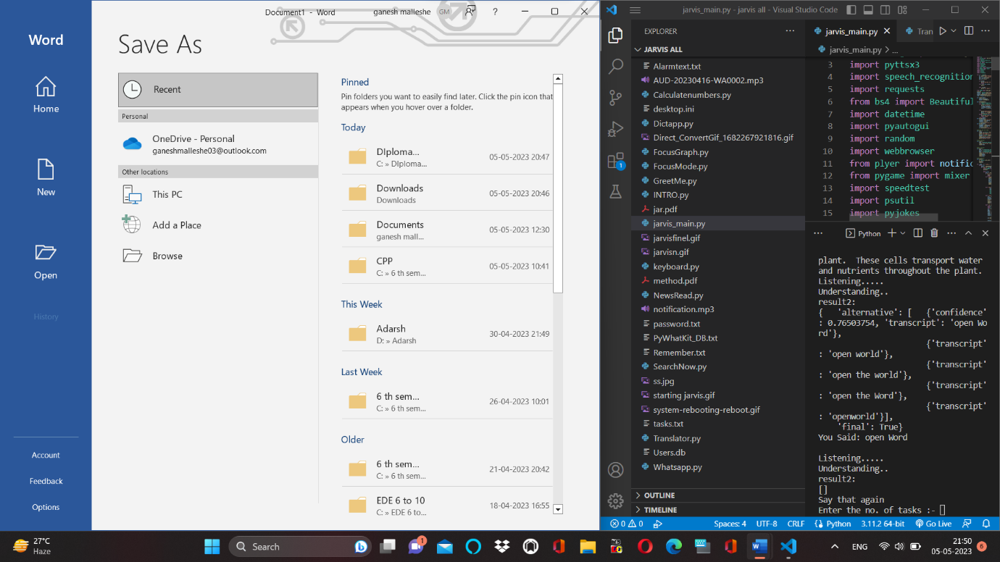 Document1 - Word
ganesh malleshe
GM
?
Word
Home
New
Open
History
Account
Feedback
Options
Save As
Recent
Personal
OneDrive - Personal
ganeshmalleshe03@outlook.com
Other locations
This PC
Add a Place
Browse
Pinned
Pin folders you want to easily find later. Click the pin icon that
appears when you hover over a folder.
Today
DIploma...
C: » DIploma...
05-05-2023 20:47
Downloads
Downloads
05-05-2023 20:46
Documents
ganesh mall...
05-05-2023 12:30
CPP
C: » 6 th sem...
05-05-2023 10:41
This Week
Adarsh
D: » Adarsh
30-04-2023 21:49
Last Week
6 th sem...
C: » 6 th sem...
26-04-2023 10:01
Older
6 th sem...
C: » 6 th sem...
21-04-2023 20:42
EDE 6 to 10
C: » EDE 6 to...
18-04-2023 16:55
jarvis_main.py - jarvis all - Visual Studio Code
EXPLORER
JARVIS ALL
Alarmtext.txt
AUD-20230416-WA0002.mp3
Calculatenumbers.py
desktop.ini
Dictapp.py
Direct_ConvertGif_1682267921816.gif
FocusGraph.py
FocusMode.py
GreetMe.py
INTRO.py
jar.pdf
jarvis_main.py
jarvisfinel.gif
jarvisn.gif
keyboard.py
method.pdf
NewsRead.py
notification.mp3
password.txt
PyWhatKit_DB.txt
Remember.txt
SearchNow.py
ss.jpg
starting jarvis.gif
system-rebooting-reboot.gif
tasks.txt
Translator.py
Users.db
Whatsapp.py
OUTLINE
TIMELINE
1
jarvis_main.py
Tran
jarvis_main.py > ...
3 import pyttsx3
4 import speech_recognition
5 import requests
6 from bs4 import Beautiful
7 import datetime
8 import pyautogui
9 import random
10 import webbrowser
11 from plyer import notific
12 from pygame import mixer
13 import speedtest
14 import psutil
15 import pyjokes
Python
plant. These cells transport water
and nutrients throughout the plant.
Listening.....
Understanding..
result2:
{ 'alternative': [ {'confidence'
: 0.76503754, 'transcript': 'open Wo
rd'},
{'transcript'
: 'open world'},
{'transcript'
: 'open the world'},
{'transcript'
: 'open the Word'},
{'transcript'
: 'openworld'}],
'final': True}
You Said: open Word
Listening.....
Understanding..
result2:
[]
Say that again
Enter the no. of tasks :-
0 0 Spaces: 4 UTF-8 CRLF Python 3.11.2 64-bit Go Live
27°C
Haze
Search
1
ENG
21:50
05-05-2023
6